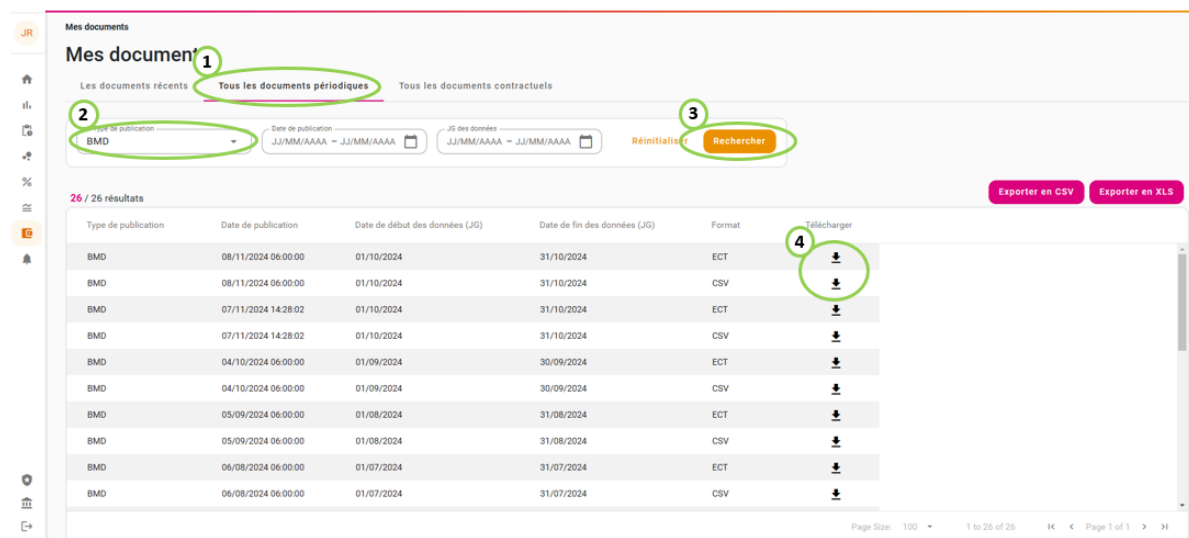 JR
Mes documents
Mes document
1
Les documents récents Tous les documents périodiques Tous les documents contractuels
2
3
Type de publication Date de publication JG des données
BMD JJ/MM/AAAA – JJ/MM/AAAA JJ/MM/AAAA – JJ/MM/AAAA Réinitialiser Rechercher
26 / 26 résultats Exporter en CSV Exporter en XLS
Type de publication Date de publication Date de début des données (JG) Date de fin des données (JG) Format Télécharger
4
BMD 08/11/2024 06:00:00 01/10/2024 31/10/2024 ECT
BMD 08/11/2024 06:00:00 01/10/2024 31/10/2024 CSV
BMD 07/11/2024 14:28:02 01/10/2024 31/10/2024 ECT
BMD 07/11/2024 14:28:02 01/10/2024 31/10/2024 CSV
BMD 04/10/2024 06:00:00 01/09/2024 30/09/2024 ECT
BMD 04/10/2024 06:00:00 01/09/2024 30/09/2024 CSV
BMD 05/09/2024 06:00:00 01/08/2024 31/08/2024 ECT
BMD 05/09/2024 06:00:00 01/08/2024 31/08/2024 CSV
BMD 06/08/2024 06:00:00 01/07/2024 31/07/2024 ECT
BMD 06/08/2024 06:00:00 01/07/2024 31/07/2024 CSV
Page Size: 100 1 to 26 of 26 Page 1 of 1